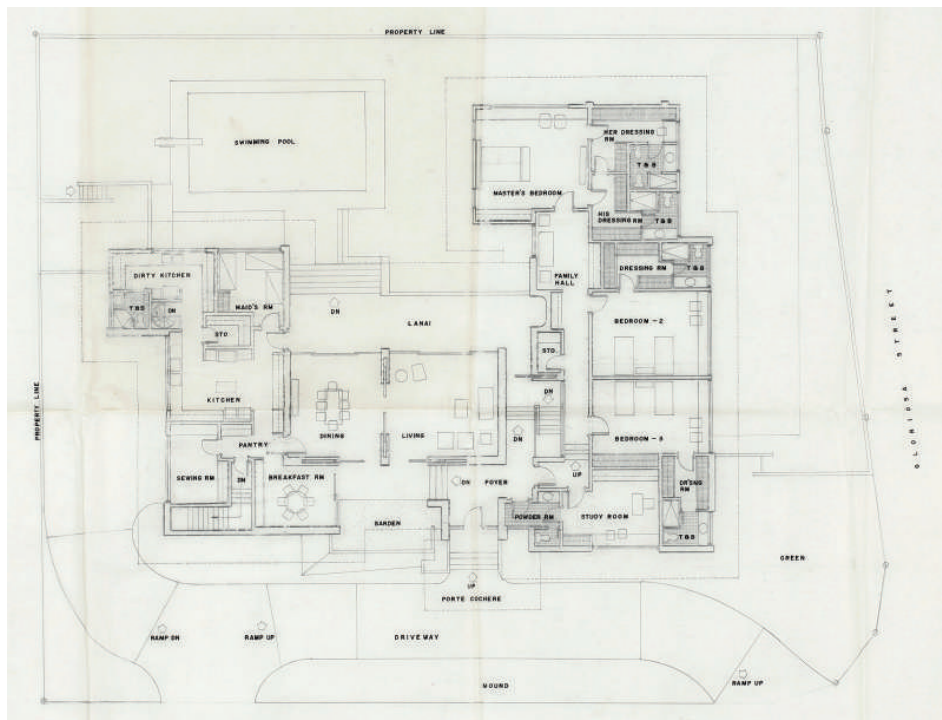 PROPERTY LINE
SWIMMING POOL
HER DRESSING
RM
T & B
MASTER'S BEDROOM
HIS
DRESSING RM
T & B
DIRTY KITCHEN
T & B
DN
MAID'S RM
STO.
DN
LANAI
FAMILY
HALL
DRESSING RM
T & B
BEDROOM - 2
STO.
GLORIOSA STREET
PROPERTY LINE
KITCHEN
DINING
LIVING
DN
DN
BEDROOM - 3
PANTRY
SEWING RM
DN
BREAKFAST RM
DN
FOYER
UP
DR'SNG
RM
GARDEN
POWDER RM
STUDY ROOM
T & B
GREEN
UP
PORTE COCHERE
RAMP DN
RAMP UP
DRIVEWAY
MOUND
RAMP UP